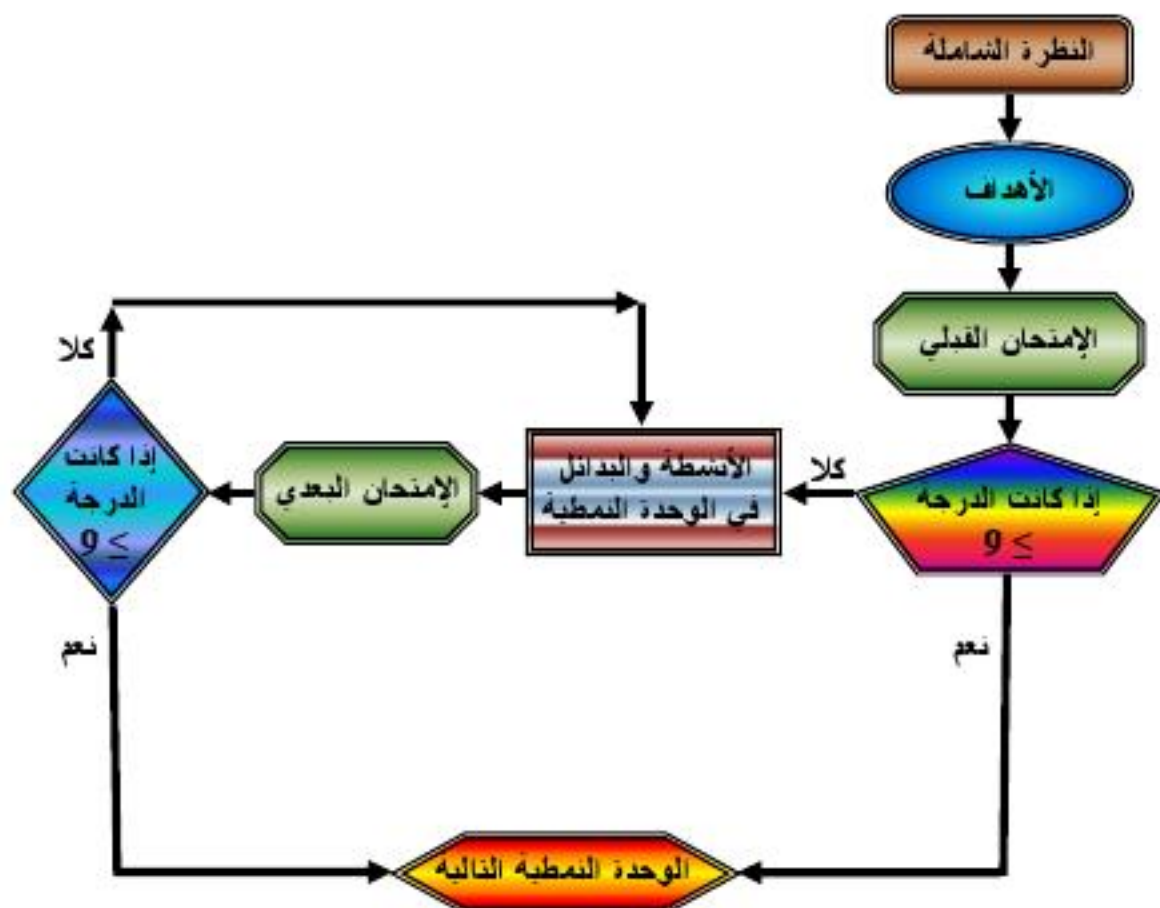 النظرة الشاملة
الأهداف
الإمتحان القبلي
إذا كانت الدرجة
9 ≥
نعم
كلا
الأنشطة والبدائل
في الوحدة النمطية
الإمتحان البعدي
إذا كانت
الدرجة
9 ≥
كلا
نعم
الوحدة النمطية التالية